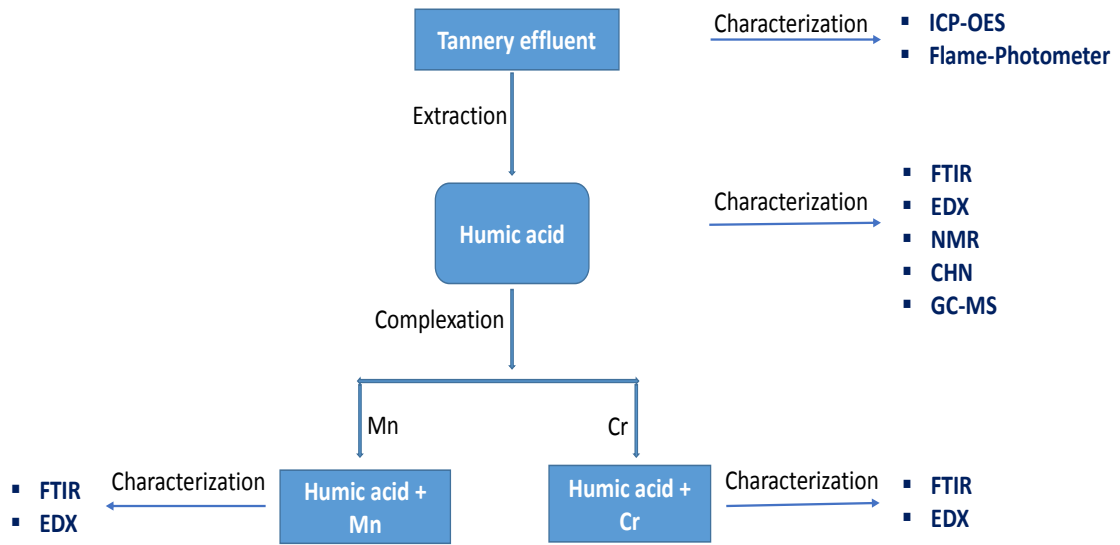 Tannery effluent
Characterization
▪ ICP-OES
▪ Flame-Photometer
Extraction
Humic acid
Characterization
▪ FTIR
▪ EDX
▪ NMR
▪ CHN
▪ GC-MS
Complexation
Mn
Cr
▪ FTIR
▪ EDX
Characterization
Humic acid +
Mn
Humic acid +
Cr
Characterization
▪ FTIR
▪ EDX